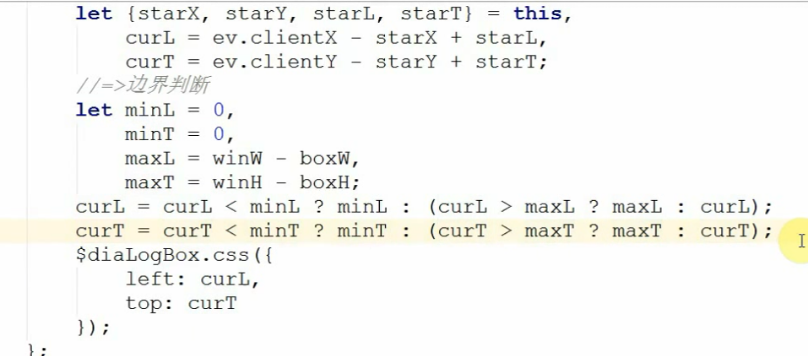 let {starX, starY, starL, starT} = this,
curL = ev.clientX - starX + starL,
curT = ev.clientY - starY + starT;
//=>边界判断
let minL = 0,
minT = 0,
maxL = winW - boxW,
maxT = winH - boxH;
curL = curL < minL ? minL : (curL > maxL ? maxL : curL);
curT = curT < minT ? minT : (curT > maxT ? maxT : curT);
$diaLogBox.css({
left: curL,
top: curT
});
};